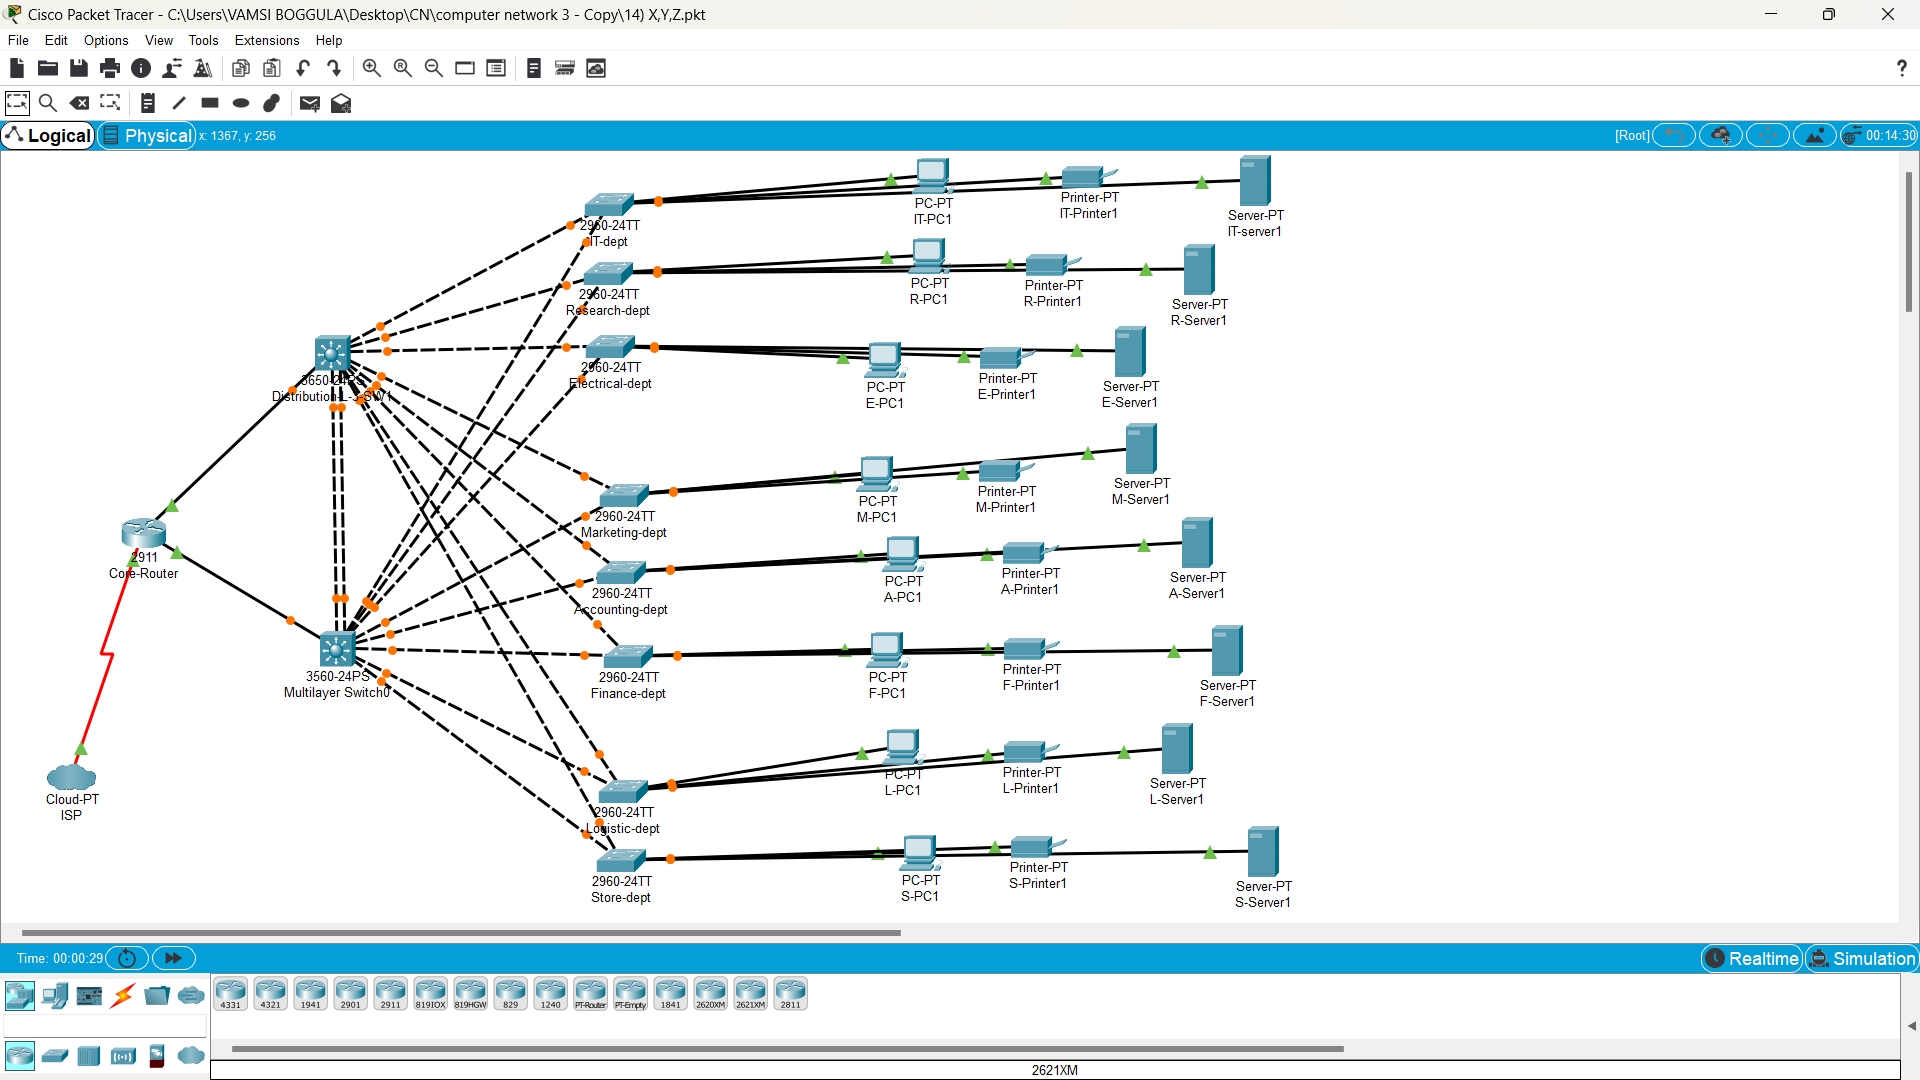 Cisco Packet Tracer - C:\Users\VAMSI BOGGULA\Desktop\CN\computer network 3 - Copy\14) X,Y,Z.pkt
File Edit Options View Tools Extensions Help
Logical Physical x: 1367, y: 256 [Root] 00:14:30
PC-PT
IT-PC1
Printer-PT
IT-Printer1
Server-PT
IT-server1
2960-24TT
IT-dept
PC-PT
R-PC1
Printer-PT
R-Printer1
Server-PT
R-Server1
2960-24TT
Research-dept
PC-PT
E-PC1
Printer-PT
E-Printer1
Server-PT
E-Server1
2960-24TT
Electrical-dept
3650-24PS
Distribution-L-3-SW1
PC-PT
M-PC1
Printer-PT
M-Printer1
Server-PT
M-Server1
2960-24TT
Marketing-dept
2911
Core-Router
PC-PT
A-PC1
Printer-PT
A-Printer1
Server-PT
A-Server1
2960-24TT
Accounting-dept
3560-24PS
Multilayer Switch0
PC-PT
F-PC1
Printer-PT
F-Printer1
Server-PT
F-Server1
2960-24TT
Finance-dept
Cloud-PT
ISP
PC-PT
L-PC1
Printer-PT
L-Printer1
Server-PT
L-Server1
2960-24TT
Logistic-dept
PC-PT
S-PC1
Printer-PT
S-Printer1
Server-PT
S-Server1
2960-24TT
Store-dept
Time: 00:00:29 Realtime Simulation
4331 4321 1941 2901 2911 819IOX 819HGW 829 1240 PT-Router PT-Empty 1841 2620XM 2621XM 2811
2621XM